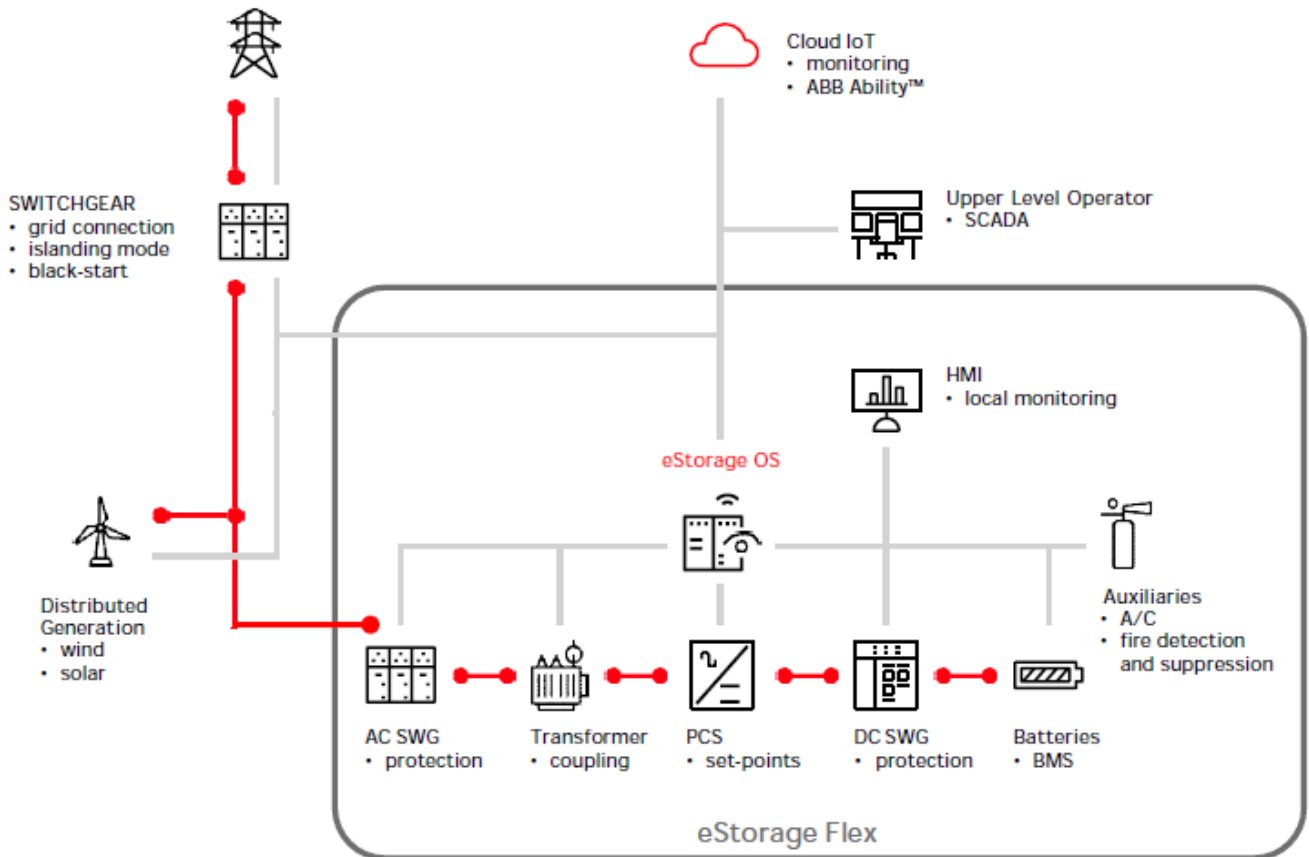 Cloud IoT
• monitoring
• ABB Ability™
SWITCHGEAR
• grid connection
• islanding mode
• black-start
Upper Level Operator
• SCADA
HMI
• local monitoring
eStorage OS
Distributed
Generation
• wind
• solar
Auxiliaries
• A/C
• fire detection
and suppression
AC SWG
• protection
Transformer
• coupling
PCS
• set-points
DC SWG
• protection
Batteries
• BMS
eStorage Flex